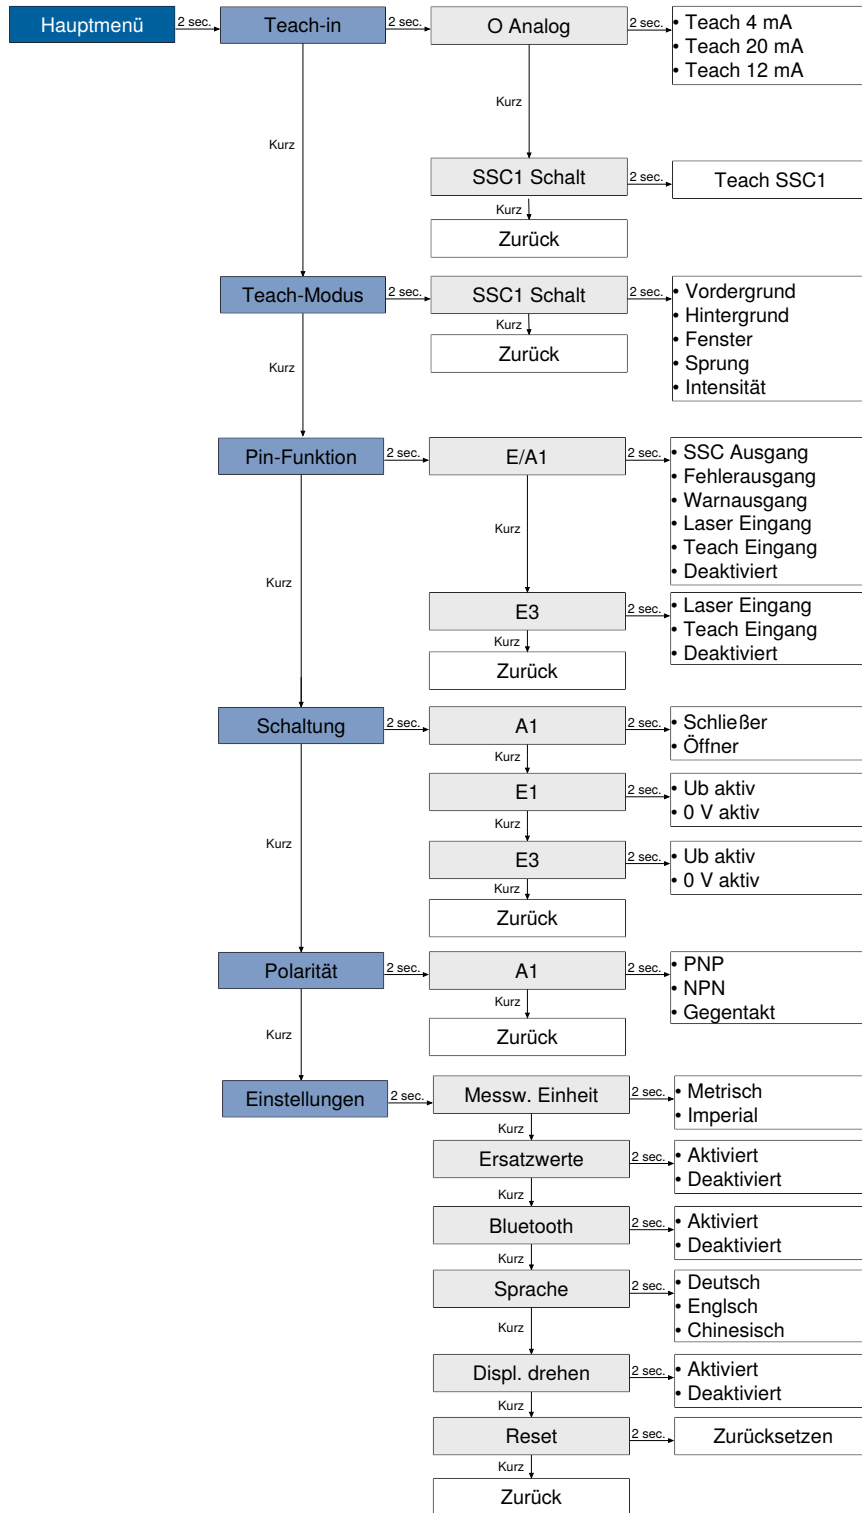 Hauptmenü
2 sec.
Teach-in
2 sec.
O Analog
2 sec.
• Teach 4 mA
• Teach 20 mA
• Teach 12 mA
Kurz
Kurz
SSC1 Schalt
2 sec.
Teach SSC1
Kurz
Zurück
Teach-Modus
2 sec.
SSC1 Schalt
2 sec.
• Vordergrund
• Hintergrund
• Fenster
• Sprung
• Intensität
Kurz
Zurück
Kurz
Pin-Funktion
2 sec.
E/A1
2 sec.
• SSC Ausgang
• Fehlerausgang
• Warnausgang
• Laser Eingang
• Teach Eingang
• Deaktiviert
Kurz
Kurz
E3
2 sec.
• Laser Eingang
• Teach Eingang
• Deaktiviert
Kurz
Zurück
Schaltung
2 sec.
A1
2 sec.
• Schließer
• Öffner
Kurz
E1
2 sec.
• Ub aktiv
• 0 V aktiv
Kurz
Kurz
E3
2 sec.
• Ub aktiv
• 0 V aktiv
Kurz
Zurück
Polarität
2 sec.
A1
2 sec.
• PNP
• NPN
• Gegentakt
Kurz
Zurück
Kurz
Einstellungen
2 sec.
Messw. Einheit
2 sec.
• Metrisch
• Imperial
Kurz
Ersatzwerte
2 sec.
• Aktiviert
• Deaktiviert
Kurz
Bluetooth
2 sec.
• Aktiviert
• Deaktiviert
Kurz
Sprache
2 sec.
• Deutsch
• Englsch
• Chinesisch
Kurz
Displ. drehen
2 sec.
• Aktiviert
• Deaktiviert
Kurz
Reset
2 sec.
Zurücksetzen
Kurz
Zurück